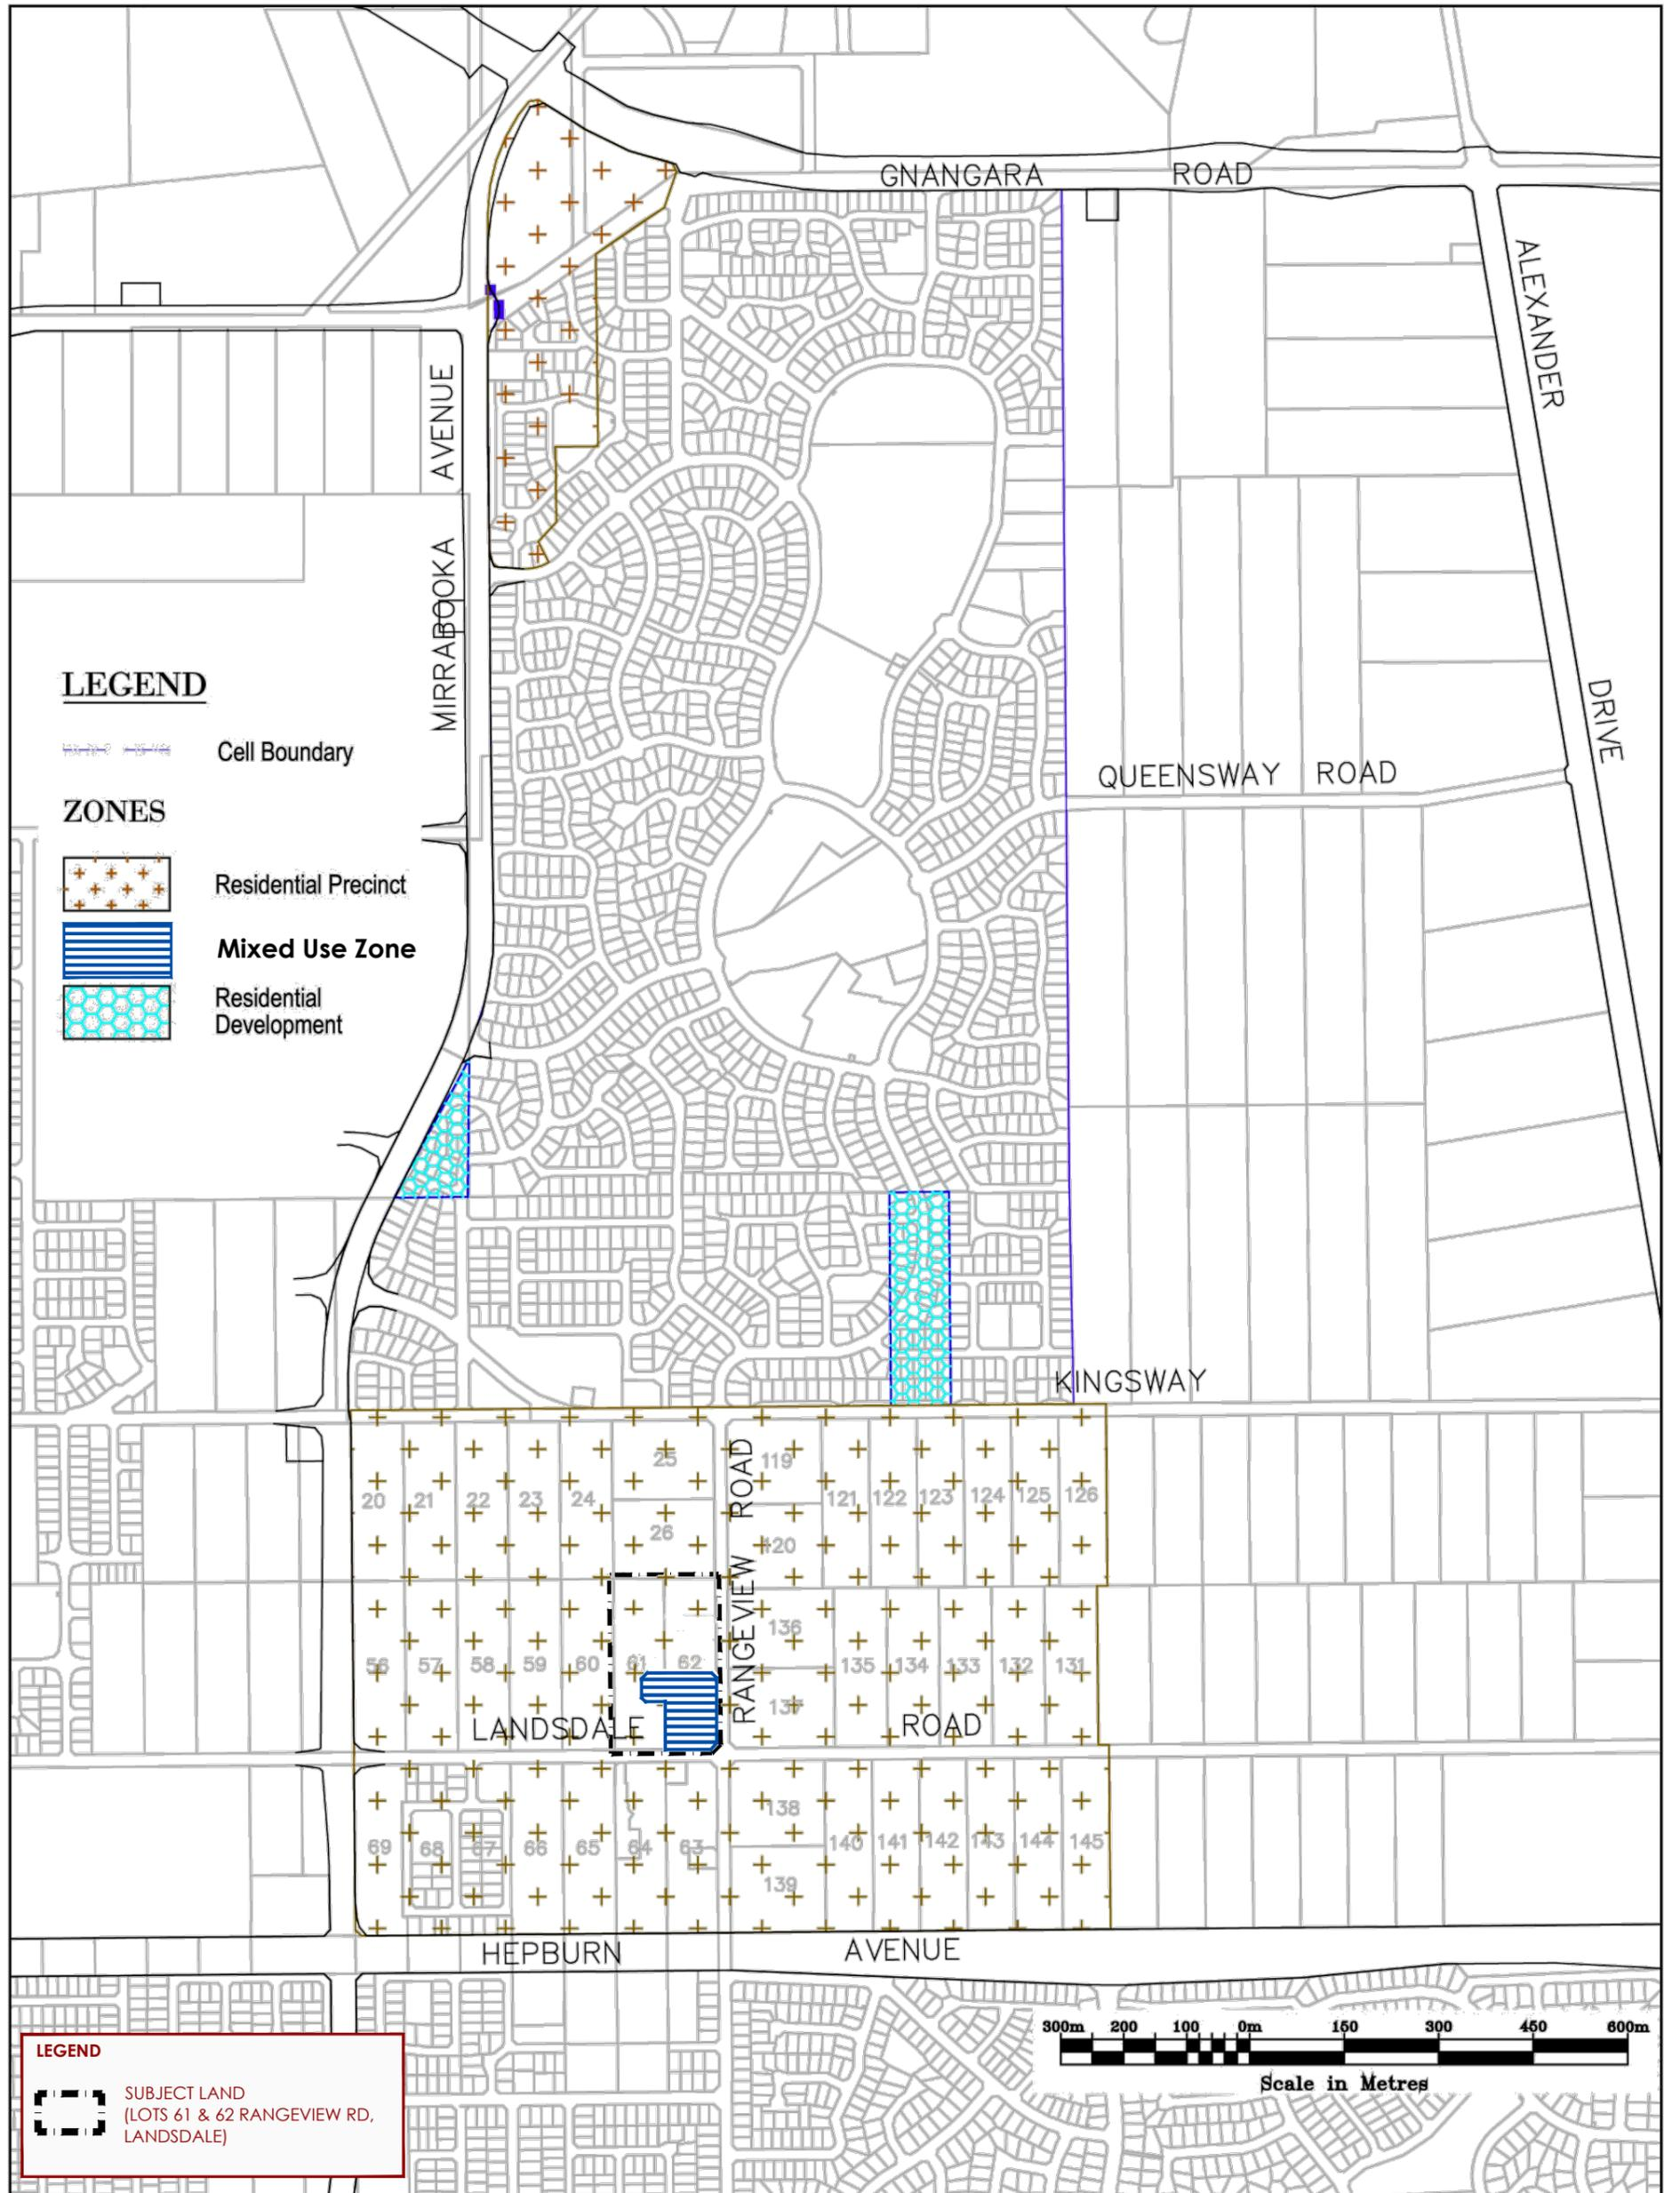 GNANGARA ROAD
ALEXANDER
DRIVE
AVENUE
MIRRABOOKA
LEGEND
Cell Boundary
ZONES
Residential Precinct
Mixed Use Zone
Residential
Development
QUEENSWAY ROAD
KINGSWAY
RANGEVIEW ROAD
25
119
20 21 22 23 24
121 122 123 124 125 126
26
120
136
56 57 58 59 60 61 62
135 134 133 132 131
137
LANDSDALE ROAD
138
69 68 67 66 65 64 63
140 141 142 143 144 145
139
HEPBURN AVENUE
300m 200 100 0m 150 300 450 600m
Scale in Metres
LEGEND
SUBJECT LAND
(LOTS 61 & 62 RANGEVIEW RD,
LANDSDALE)